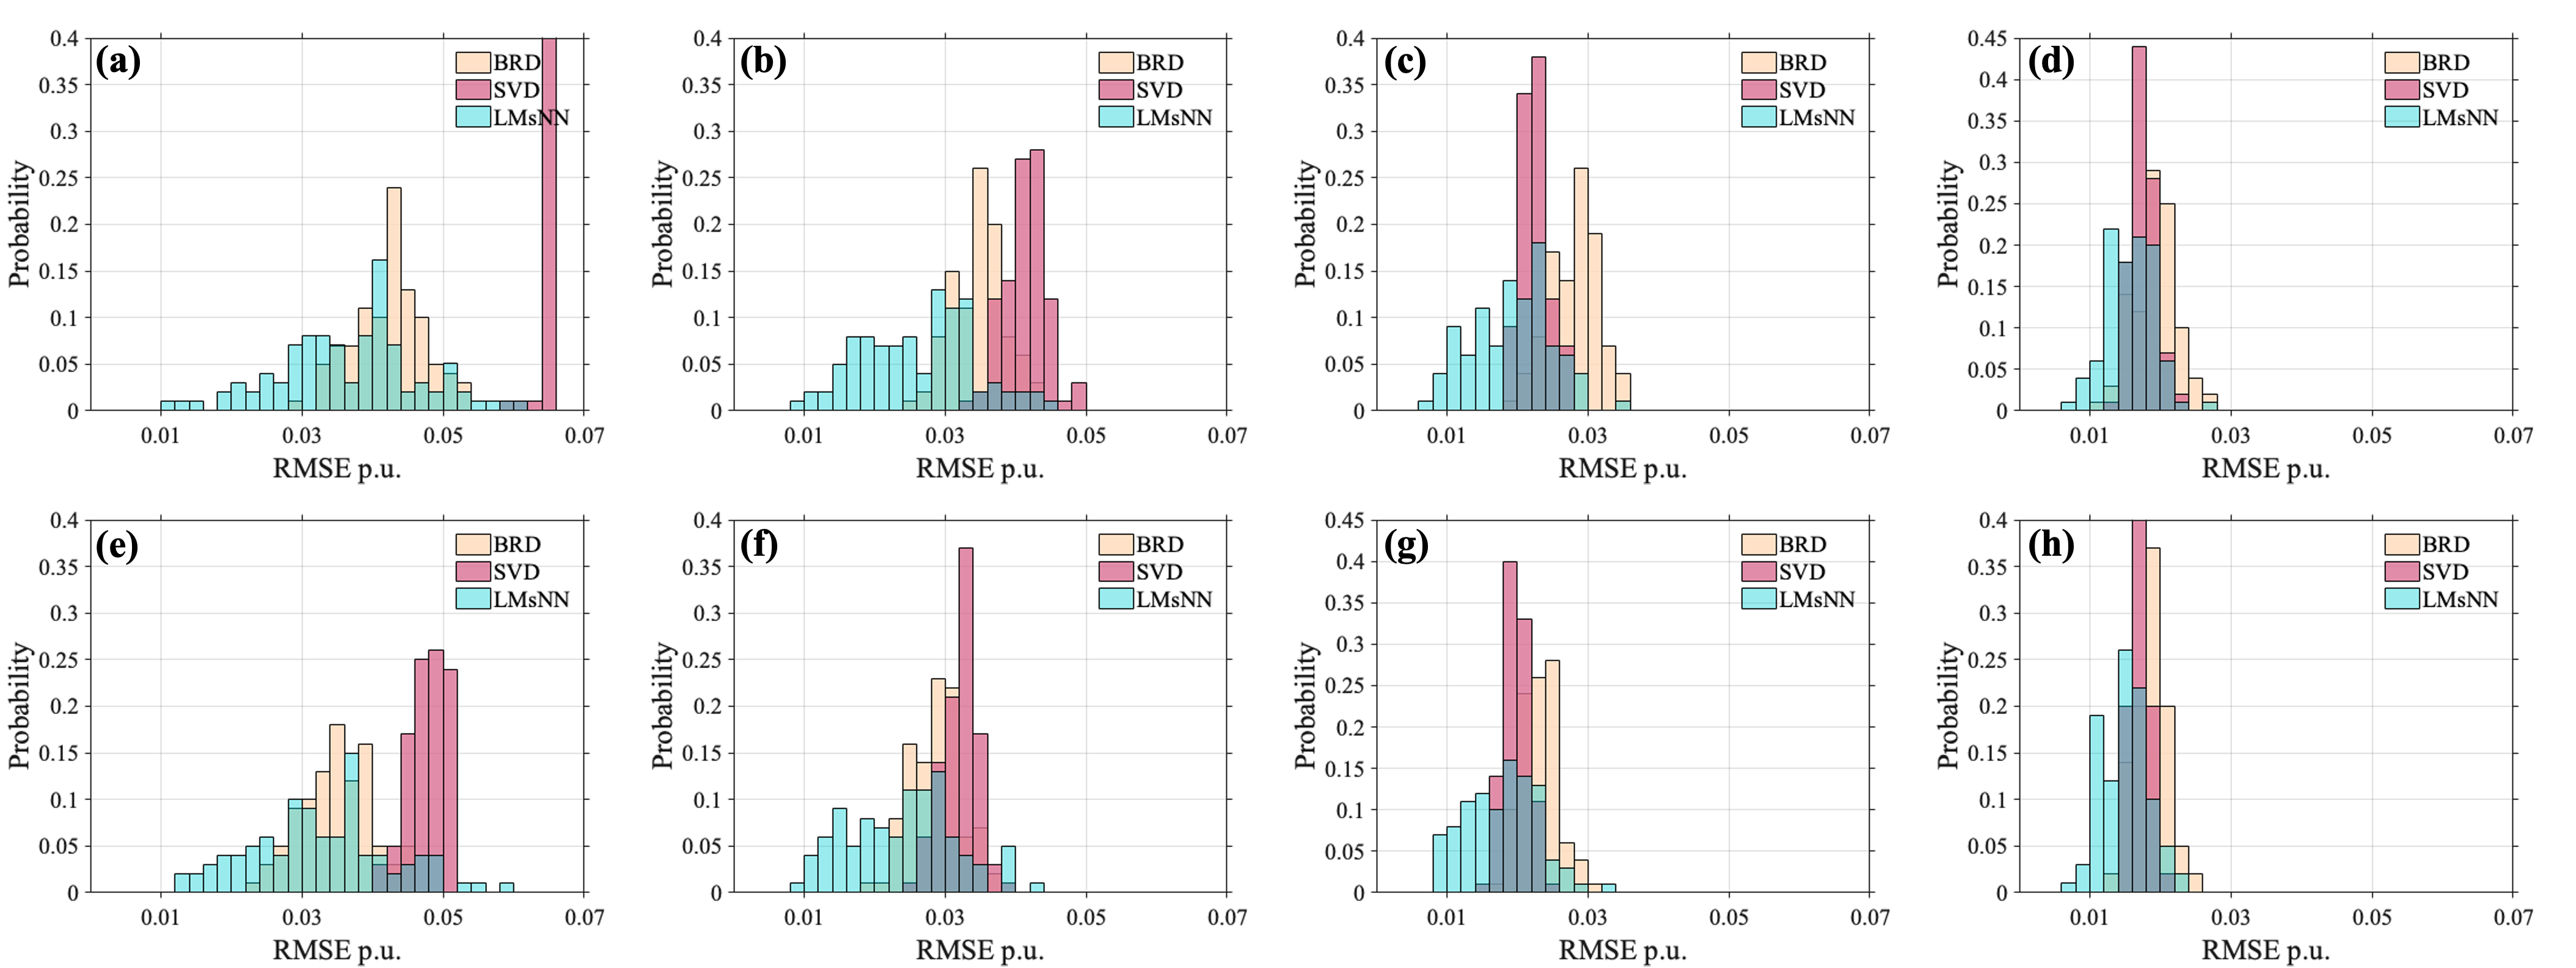 (a)
BRD
SVD
LMsNN
0.4
0.35
0.3
0.25
0.2
0.15
0.1
0.05
0
Probability
0.01 0.03 0.05 0.07
RMSE p.u.
(b)
BRD
SVD
LMsNN
0.4
0.35
0.3
0.25
0.2
0.15
0.1
0.05
0
Probability
0.01 0.03 0.05 0.07
RMSE p.u.
(c)
BRD
SVD
LMsNN
0.4
0.35
0.3
0.25
0.2
0.15
0.1
0.05
0
Probability
0.01 0.03 0.05 0.07
RMSE p.u.
(d)
BRD
SVD
LMsNN
0.45
0.4
0.35
0.3
0.25
0.2
0.15
0.1
0.05
0
Probability
0.01 0.03 0.05 0.07
RMSE p.u.
(e)
BRD
SVD
LMsNN
0.4
0.35
0.3
0.25
0.2
0.15
0.1
0.05
0
Probability
0.01 0.03 0.05 0.07
RMSE p.u.
(f)
BRD
SVD
LMsNN
0.4
0.35
0.3
0.25
0.2
0.15
0.1
0.05
0
Probability
0.01 0.03 0.05 0.07
RMSE p.u.
(g)
BRD
SVD
LMsNN
0.45
0.4
0.35
0.3
0.25
0.2
0.15
0.1
0.05
0
Probability
0.01 0.03 0.05 0.07
RMSE p.u.
(h)
BRD
SVD
LMsNN
0.4
0.35
0.3
0.25
0.2
0.15
0.1
0.05
0
Probability
0.01 0.03 0.05 0.07
RMSE p.u.